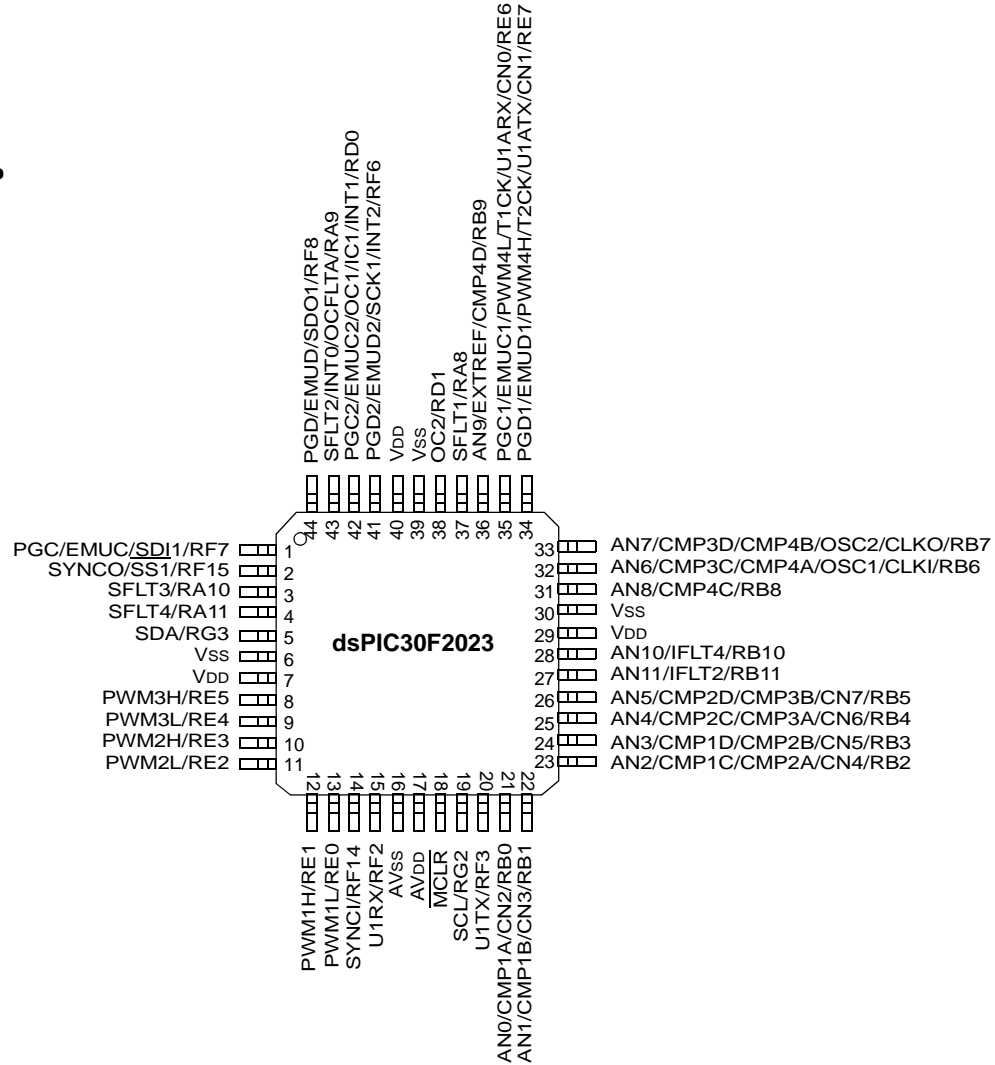 PGD/EMUD/SDO1/RF8
SFLT2/INT0/OCFLTA/RA9
PGC2/EMUC2/OC1/IC1/INT1/RD0
PGD2/EMUD2/SCK1/INT2/RF6
VDD
VSS
OC2/RD1
SFLT1/RA8
AN9/EXTREF/CMP4D/RB9
PGC1/EMUC1/PWM4L/T1CK/U1ARX/CN0/RE6
PGD1/EMUD1/PWM4H/T2CK/U1ATX/CN1/RE7
44
43
42
41
40
39
38
37
36
35
34
PGC/EMUC/SDI1/RF7 1
SYNCO/SS1/RF15 2
SFLT3/RA10 3
SFLT4/RA11 4
SDA/RG3 5
VSS 6
VDD 7
PWM3H/RE5 8
PWM3L/RE4 9
PWM2H/RE3 10
PWM2L/RE2 11
dsPIC30F2023
33 AN7/CMP3D/CMP4B/OSC2/CLKO/RB7
32 AN6/CMP3C/CMP4A/OSC1/CLKI/RB6
31 AN8/CMP4C/RB8
30 VSS
29 VDD
28 AN10/IFLT4/RB10
27 AN11/IFLT2/RB11
26 AN5/CMP2D/CMP3B/CN7/RB5
25 AN4/CMP2C/CMP3A/CN6/RB4
24 AN3/CMP1D/CMP2B/CN5/RB3
23 AN2/CMP1C/CMP2A/CN4/RB2
12
13
14
15
16
17
18
19
20
21
22
PWM1H/RE1
PWM1L/RE0
SYNCI/RF14
U1RX/RF2
AVSS
AVDD
MCLR
SCL/RG2
U1TX/RF3
AN0/CMP1A/CN2/RB0
AN1/CMP1B/CN3/RB1